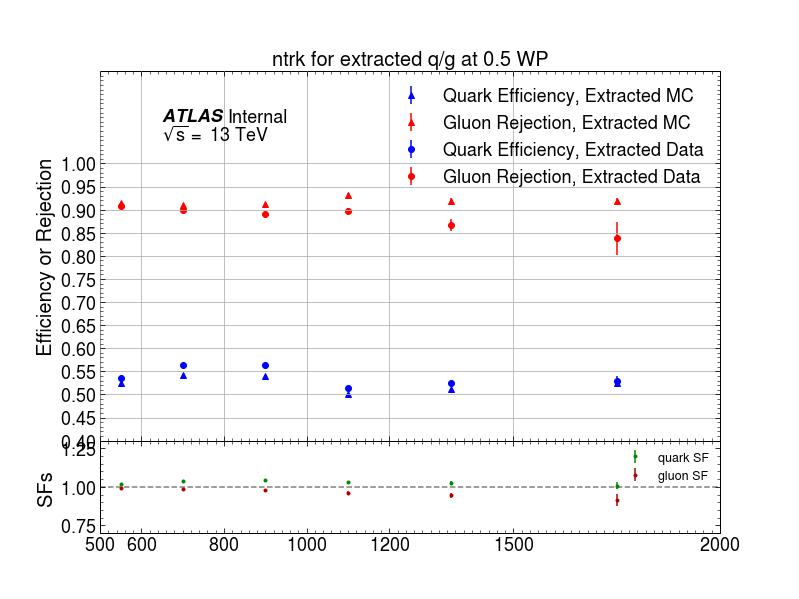 ntrk for extracted q/g at 0.5 WP
ATLAS Internal
√s = 13 TeV
Quark Efficiency, Extracted MC
Gluon Rejection, Extracted MC
Quark Efficiency, Extracted Data
Gluon Rejection, Extracted Data
Efficiency or Rejection
1.00
0.95
0.90
0.85
0.80
0.75
0.70
0.65
0.60
0.55
0.50
0.45
0.40
SFs
1.25
1.00
0.75
quark SF
gluon SF
500 600 800 1000 1200 1500 2000